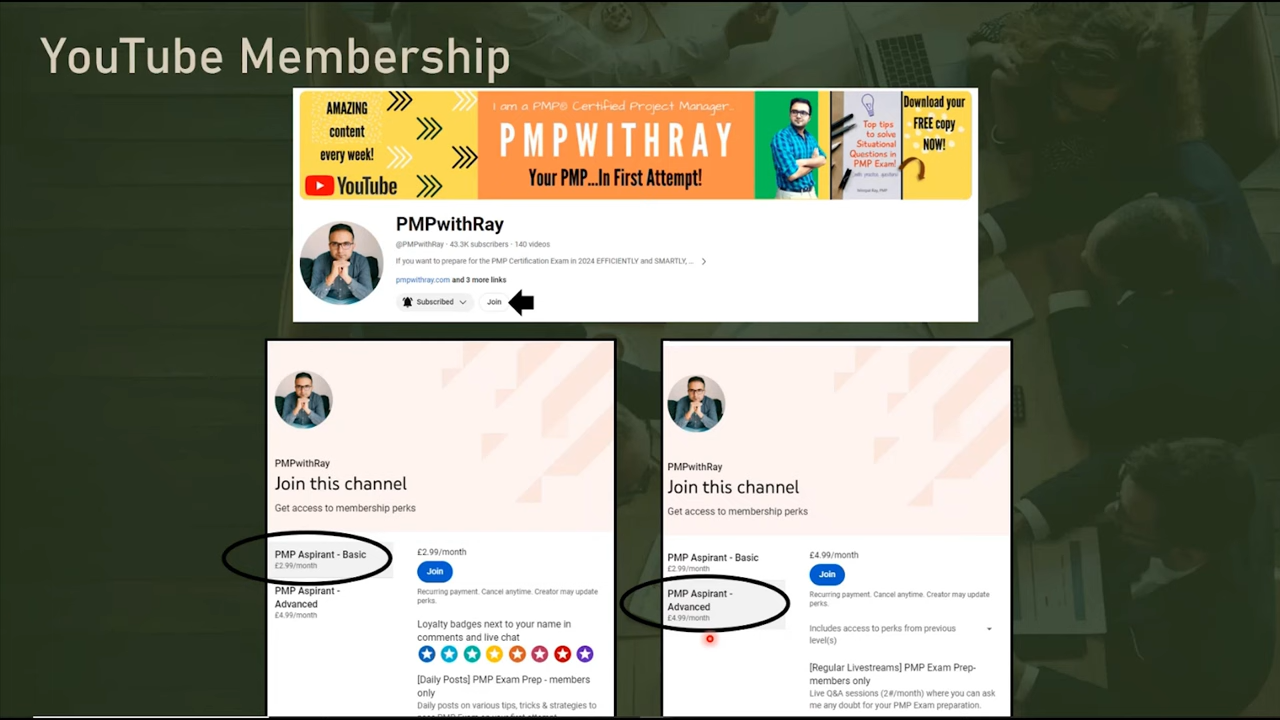 YouTube Membership
AMAZING
content
every week!
YouTube
I am a PMP® Certified Project Manager..
PMPWITHRAY
Your PMP...In First Attempt!
Top tips
to solve
Situational
Questions in
PMP Exam!
Download your
FREE copy
NOW!
PMPwithRay
@PMPwithRay · 43.3K subscribers · 140 videos
If you want to prepare for the PMP Certification Exam in 2024 EFFICIENTLY and SMARTLY, ...
pmpwithray.com and 3 more links
Subscribed
Join
PMPwithRay
Join this channel
Get access to membership perks
PMP Aspirant - Basic
£2.99/month
PMP Aspirant -
Advanced
£4.99/month
£2.99/month
Join
Recurring payment. Cancel anytime. Creator may update
perks.
Loyalty badges next to your name in
comments and live chat
[Daily Posts] PMP Exam Prep - members
only
Daily posts on various tips, tricks & strategies to
PMPwithRay
Join this channel
Get access to membership perks
PMP Aspirant - Basic
£2.99/month
PMP Aspirant -
Advanced
£4.99/month
£4.99/month
Join
Recurring payment. Cancel anytime. Creator may update
perks.
Includes access to perks from previous
level(s)
[Regular Livestreams] PMP Exam Prep-
members only
Live Q&A sessions (2#/month) where you can ask
me any doubt for your PMP Exam preparation.